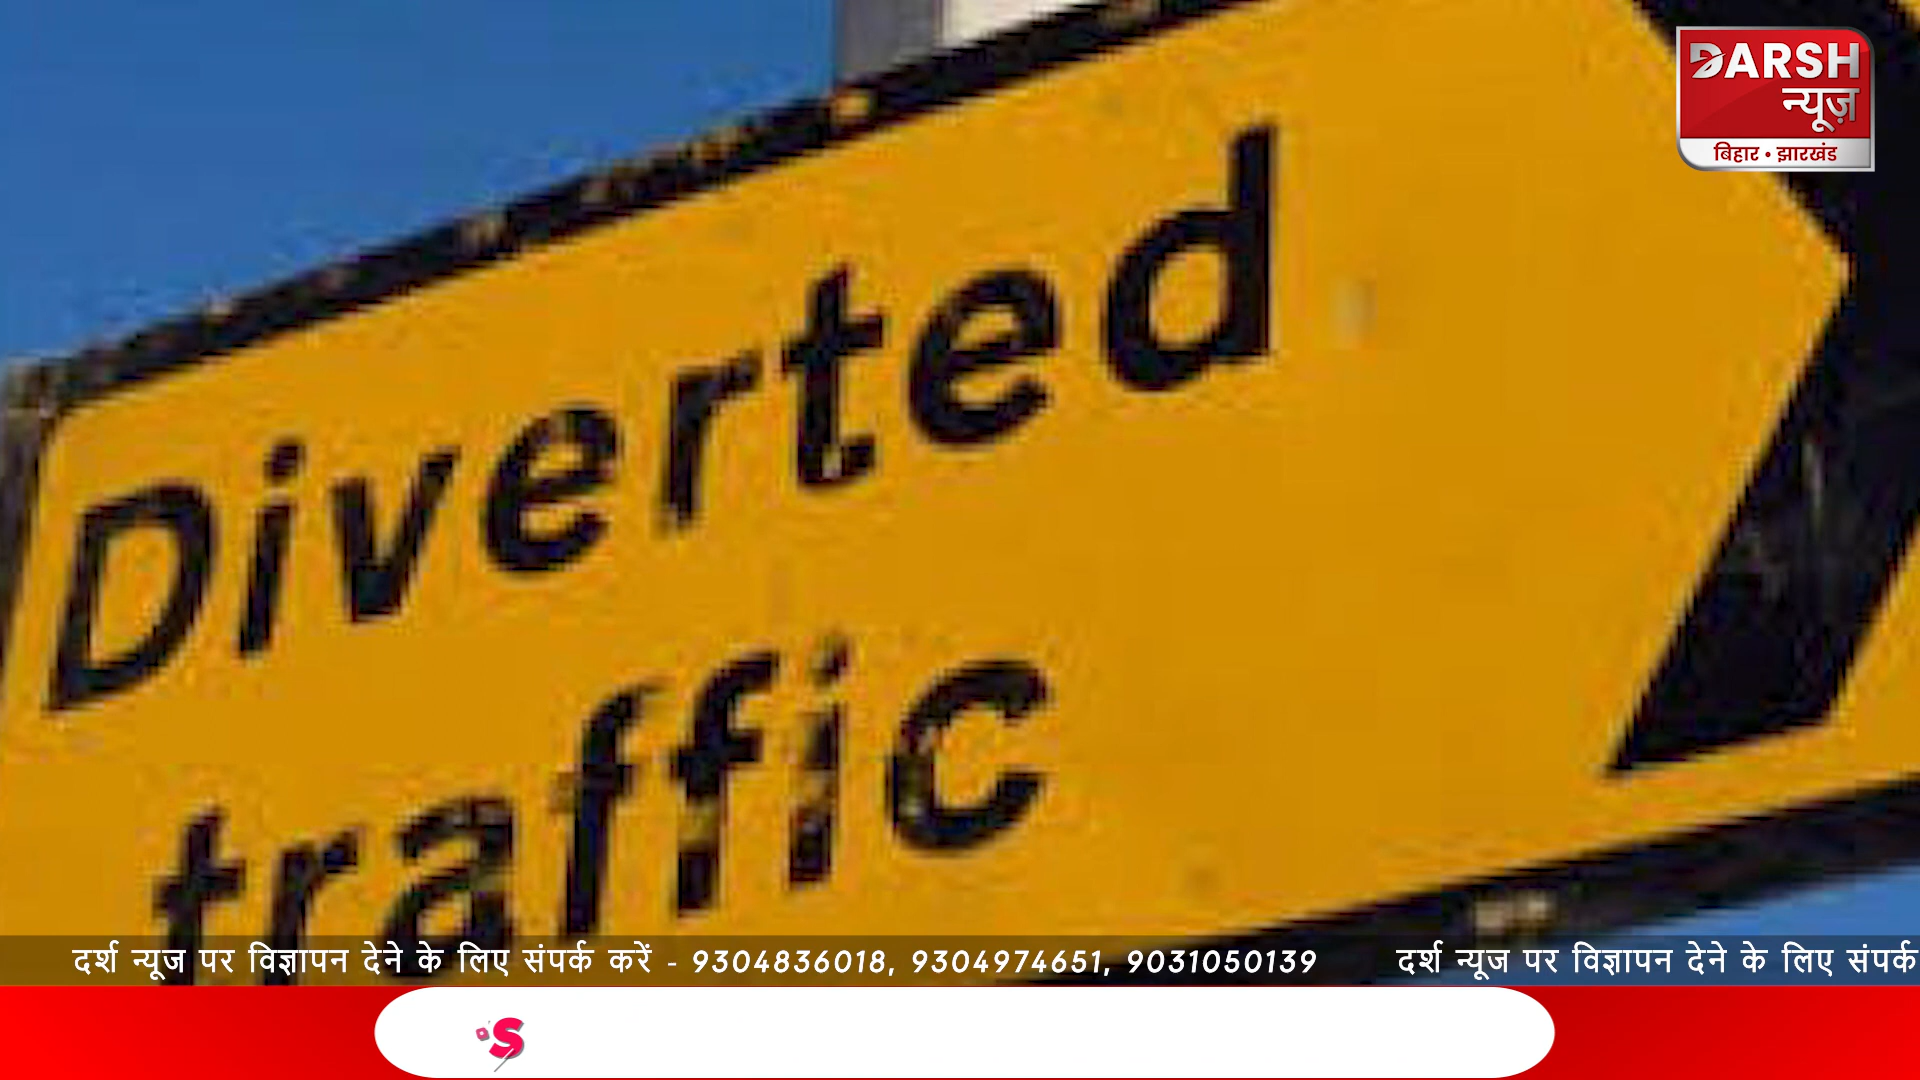 DARSH
न्यूज़
बिहार • झारखंड
Diverted
traffic
दर्श न्यूज पर विज्ञापन देने के लिए संपर्क करें - 9304836018, 9304974651, 9031050139 दर्श न्यूज पर विज्ञापन देने के लिए संपर्क